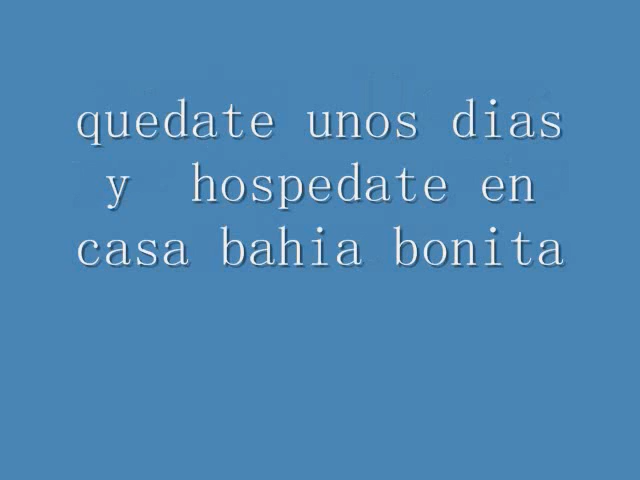 quedate unos dias
y  hospedate en
casa bahia bonita